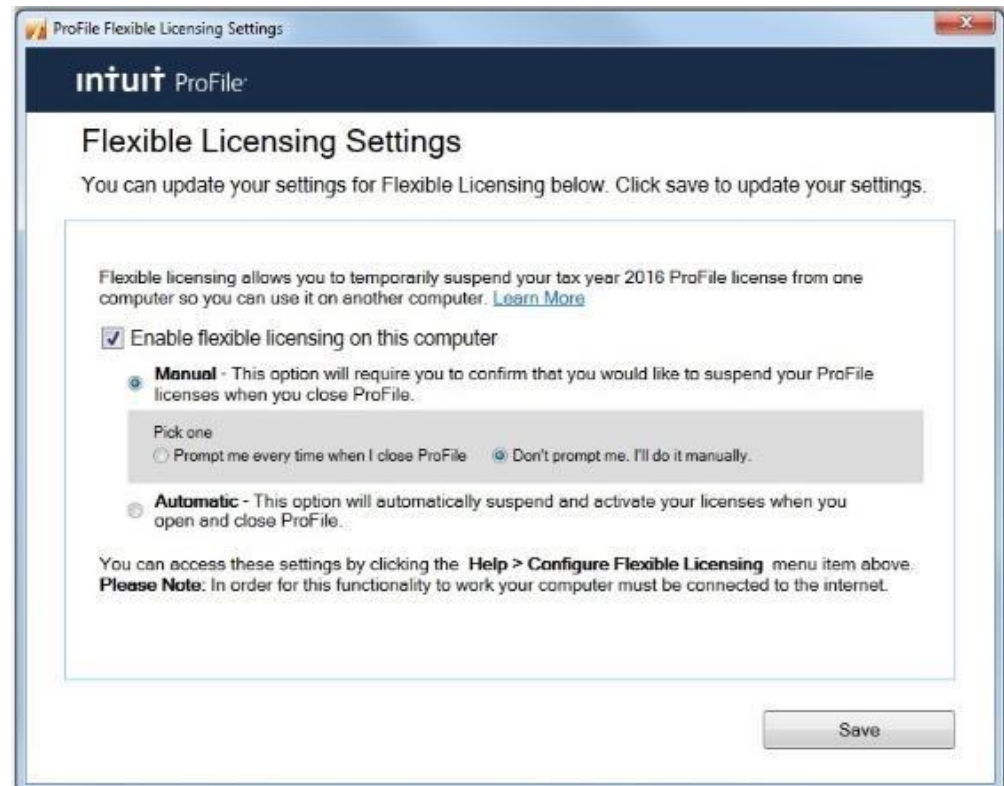 ProFile Flexible Licensing Settings
intuit ProFile
Flexible Licensing Settings
You can update your settings for Flexible Licensing below. Click save to update your settings.
Flexible licensing allows you to temporarily suspend your tax year 2016 ProFile license from one
computer so you can use it on another computer. Learn More
Enable flexible licensing on this computer
Manual - This option will require you to confirm that you would like to suspend your ProFile
licenses when you close ProFile.
Pick one
Prompt me every time when I close ProFile Don't prompt me. I'll do it manually.
Automatic - This option will automatically suspend and activate your licenses when you
open and close ProFile.
You can access these settings by clicking the Help > Configure Flexible Licensing menu item above.
Please Note: In order for this functionality to work your computer must be connected to the internet.
Save